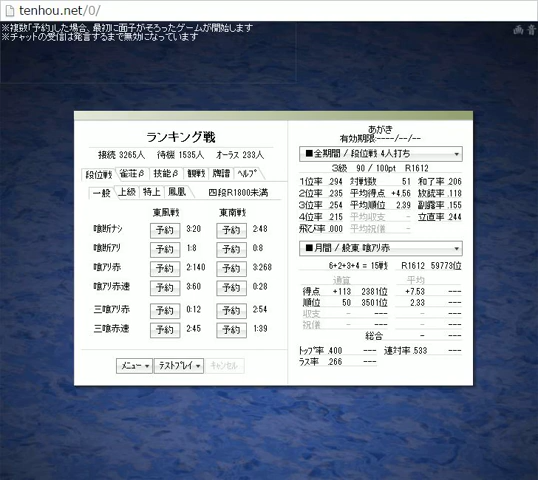 tenhou.net/0/
※複数「予約」した場合、最初に面子がそろったゲームが開始します
※チャットの受信は発言するまで無効になっています
画 音
ランキング戦
接続 3265人 待機 1535人 オーラス 233人
段位戦 雀荘β 技能β 観戦 牌譜 ヘルプ
一般 上級 特上 鳳凰 四段R1800未満
東風戦 東南戦
喰断ナシ 予約 3:20 予約 2:48
喰断アリ 予約 1:8 予約 0:8
喰アリ赤 予約 2:140 予約 3:268
喰アリ赤速 予約 3:60 予約 0:28
三喰アリ赤 予約 0:12 予約 2:54
三喰赤速 予約 2:45 予約 1:39
メニュー▼ テストプレイ▼ キャンセル
あがき
有効期限----/--/--
■全期間 / 段位戦 4人打ち
3級 90 / 100pt R1612
1位率 .294 対戦数 51 和了率 .206
2位率 .235 平均得点 +4.56 放銃率 .118
3位率 .254 平均順位 2.39 副露率 .155
4位率 .215 平均収支 - 立直率 .244
飛び率 .000 平均祝儀 -
■月間 / 般東 喰アリ赤
6+2+3+4 = 15戦 R1612 59773位
通算 平均
得点 +113 2381位 +7.53 ---
順位 50 3501位 2.33 ---
収支 - --- - ---
祝儀 - --- - ---
総合 --- ---
トップ率 .400 --- 連対率 .533 ---
ラス率 .266 ---